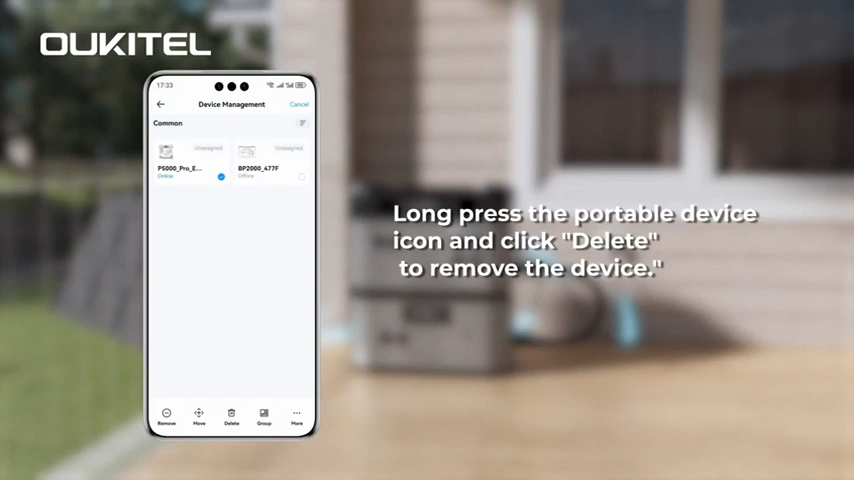 OUKITEL
17:33
Device Management
Cancel
Common
Unassigned
P5000_Pro_E...
Online
Unassigned
BP2000_477F
Offline
Remove
Move
Delete
Group
More
Long press the portable device
icon and click "Delete"
to remove the device."